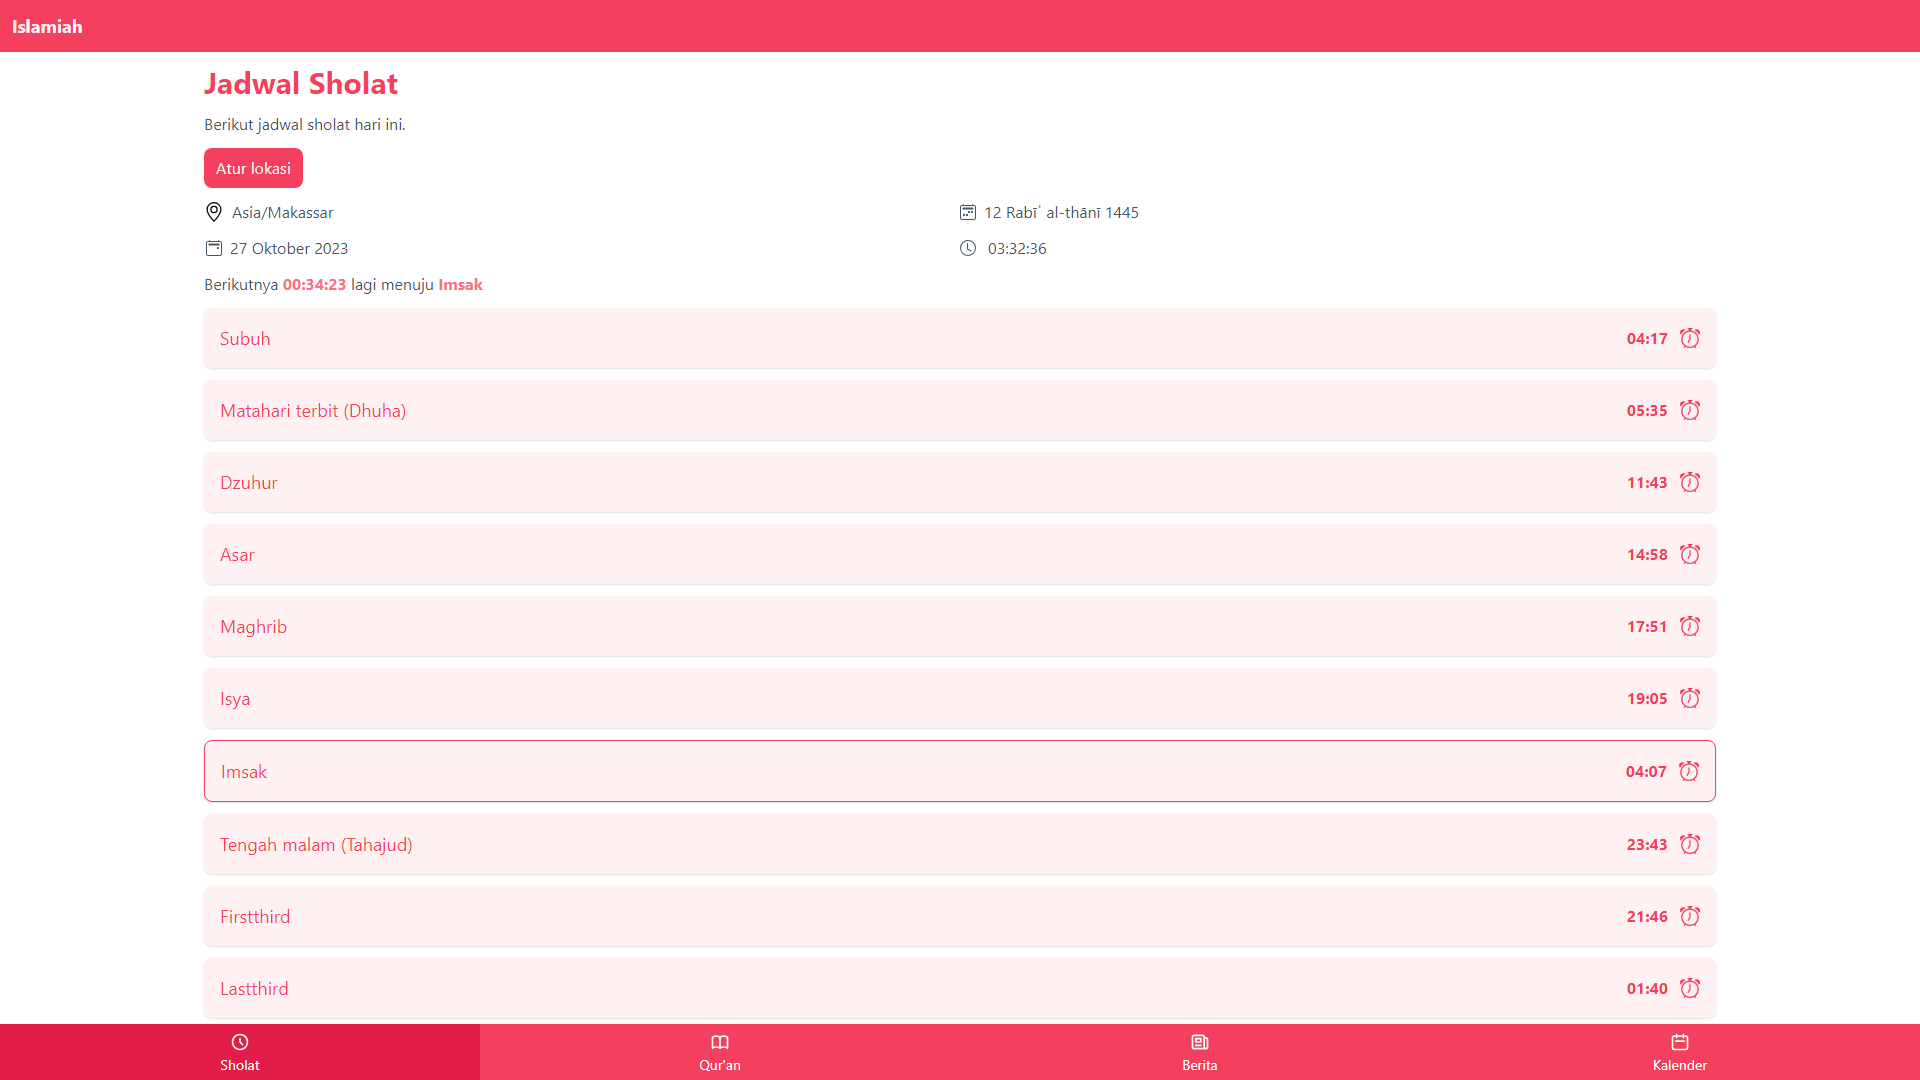 Islamiah
Jadwal Sholat
Berikut jadwal sholat hari ini.
Atur lokasi
Asia/Makassar
12 Rabīʿ al-thānī 1445
27 Oktober 2023
03:32:36
Berikutnya 00:34:23 lagi menuju Imsak
Subuh 04:17
Matahari terbit (Dhuha) 05:35
Dzuhur 11:43
Asar 14:58
Maghrib 17:51
Isya 19:05
Imsak 04:07
Tengah malam (Tahajud) 23:43
Firstthird 21:46
Lastthird 01:40
Sholat
Qur'an
Berita
Kalender